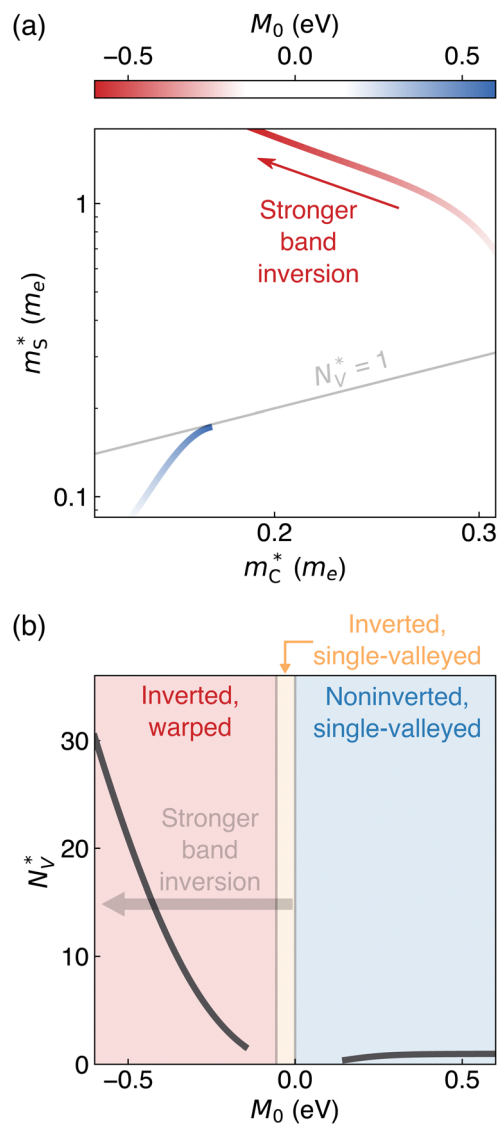 (a)
M₀ (eV)
−0.5 0.0 0.5
1
Stronger
band
inversion
m*S (mₑ)
N*V = 1
0.1
0.2 0.3
m*C (mₑ)
(b)
Inverted,
single-valleyed
Inverted,
warped
Noninverted,
single-valleyed
30
Stronger
band
inversion
20
N*V
10
0
−0.5 0.0 0.5
M₀ (eV)